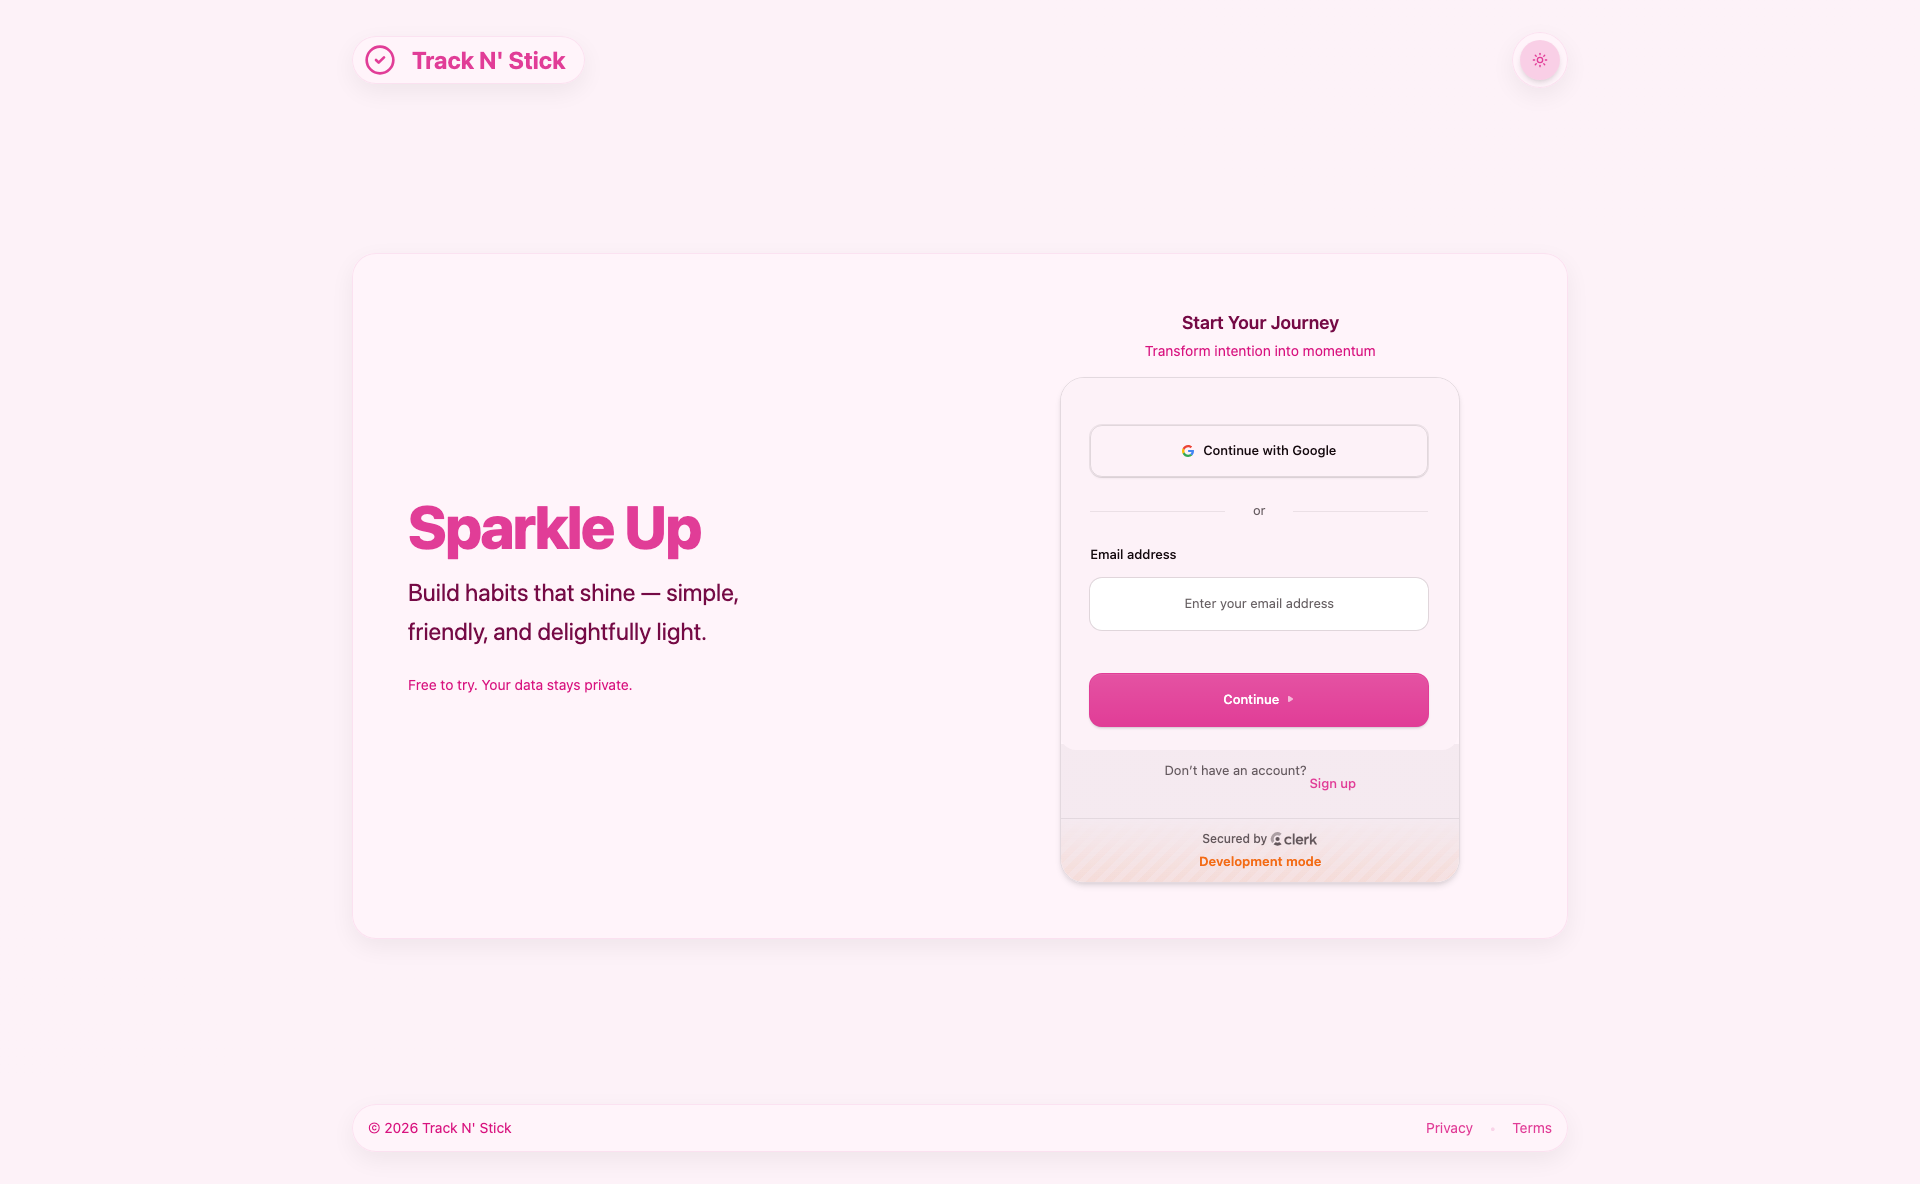 Track N' Stick
Sparkle Up
Build habits that shine — simple,
friendly, and delightfully light.
Free to try. Your data stays private.
Start Your Journey
Transform intention into momentum
Continue with Google
or
Email address
Enter your email address
Continue
Don’t have an account?
Sign up
Secured by clerk
Development mode
© 2026 Track N' Stick
Privacy • Terms